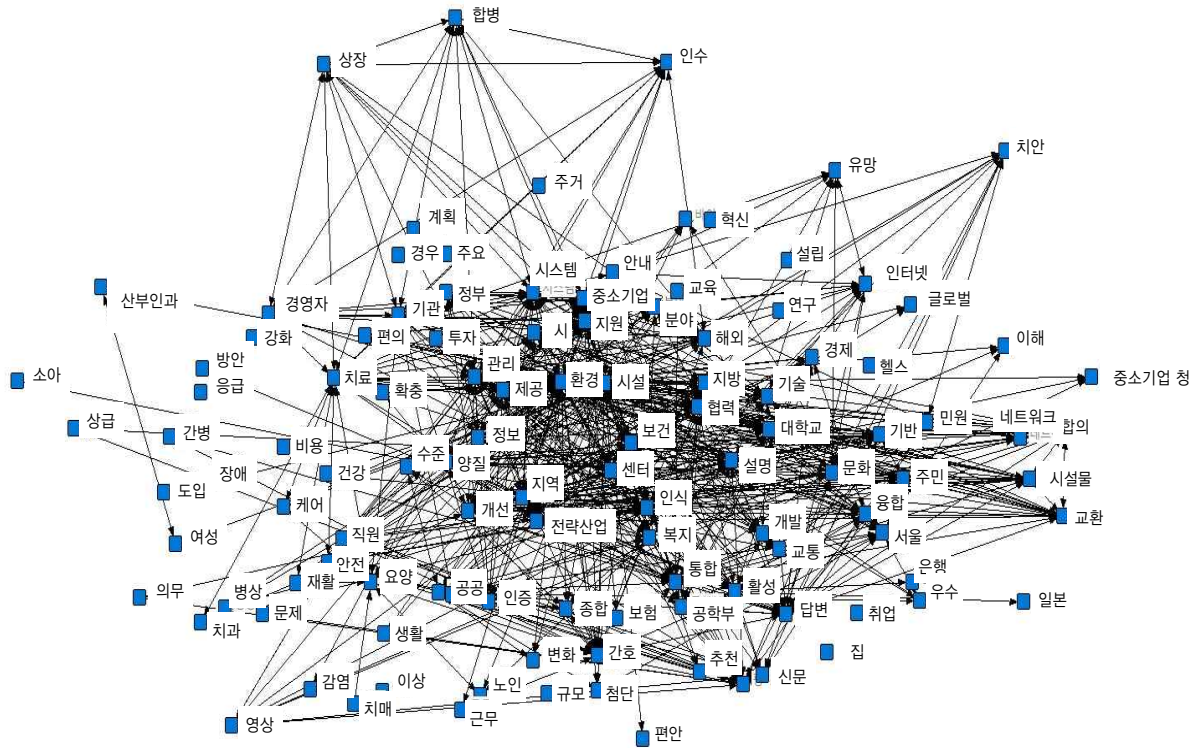 합병
상장
인수
치안
유망
주거
계획
혁신
경우
주요
설립
안내
시스템
인터넷
산부인과
경영자
정부
중소기업
교육
글로벌
기관
연구
지원
분야
시
강화
편의
투자
해외
이해
경제
방안
관리
헬스
소아
치료
환경
시설
지방
기술
중소기업 청
응급
확충
제공
협력
상급
민원
네트워크
합의
간병
정보
보건
대학교
기반
비용
수준
양질
센터
설명
문화
주민
시설물
장애
건강
도입
케어
지역
인식
개선
융합
교환
여성
직원
전략산업
복지
개발
교통
서울
안전
요양
통합
은행
의무
병상
재활
공공
인증
활성
우수
일본
문제
종합
보험
공학부
답변
취업
치과
생활
변화
간호
추천
집
감염
이상
노인
규모
첨단
신문
치매
근무
영상
편안